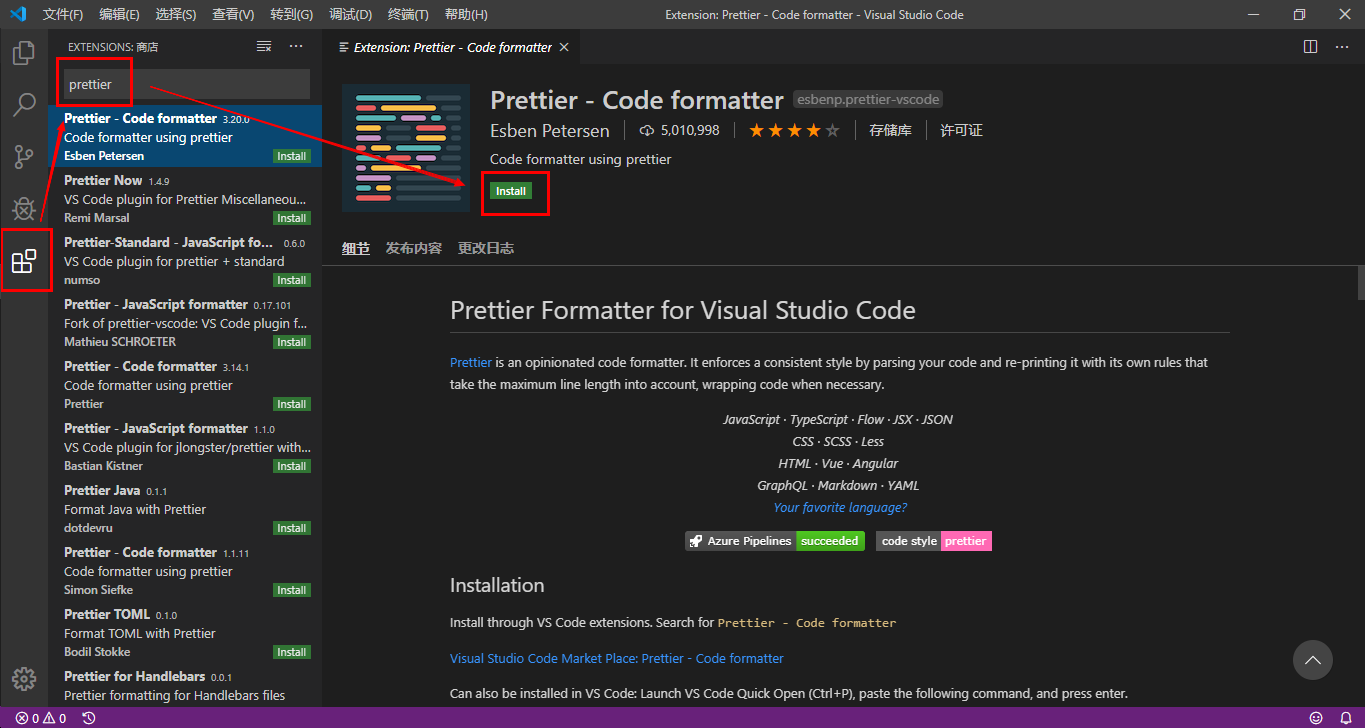 文件(F) 编辑(E) 选择(S) 查看(V) 转到(G) 调试(D) 终端(T) 帮助(H) Extension: Prettier - Code formatter - Visual Studio Code
EXTENSIONS: 商店
prettier
Prettier - Code formatter 3.20.0
Code formatter using prettier
Esben Petersen Install
Prettier Now 1.4.9
VS Code plugin for Prettier Miscellaneou...
Remi Marsal Install
Prettier-Standard - JavaScript fo... 0.6.0
VS Code plugin for prettier + standard
numso Install
Prettier - JavaScript formatter 0.17.101
Fork of prettier-vscode: VS Code plugin f...
Mathieu SCHROETER Install
Prettier - Code formatter 3.14.1
Code formatter using prettier
Prettier Install
Prettier - JavaScript formatter 1.1.0
VS Code plugin for jlongster/prettier with...
Bastian Kistner Install
Prettier Java 0.1.1
Format Java with Prettier
dotdevru Install
Prettier - Code formatter 1.1.11
Code formatter using prettier
Simon Siefke Install
Prettier TOML 0.1.0
Format TOML with Prettier
Bodil Stokke Install
Prettier for Handlebars 0.0.1
Prettier formatting for Handlebars files
Extension: Prettier - Code formatter
Prettier - Code formatter esbenp.prettier-vscode
Esben Petersen 5,010,998 存储库 许可证
Code formatter using prettier
Install
细节 发布内容 更改日志
Prettier Formatter for Visual Studio Code
Prettier is an opinionated code formatter. It enforces a consistent style by parsing your code and re-printing it with its own rules that
take the maximum line length into account, wrapping code when necessary.
JavaScript · TypeScript · Flow · JSX · JSON
CSS · SCSS · Less
HTML · Vue · Angular
GraphQL · Markdown · YAML
Your favorite language?
Azure Pipelines succeeded code style prettier
Installation
Install through VS Code extensions. Search for Prettier - Code formatter
Visual Studio Code Market Place: Prettier - Code formatter
Can also be installed in VS Code: Launch VS Code Quick Open (Ctrl+P), paste the following command, and press enter.
0 0